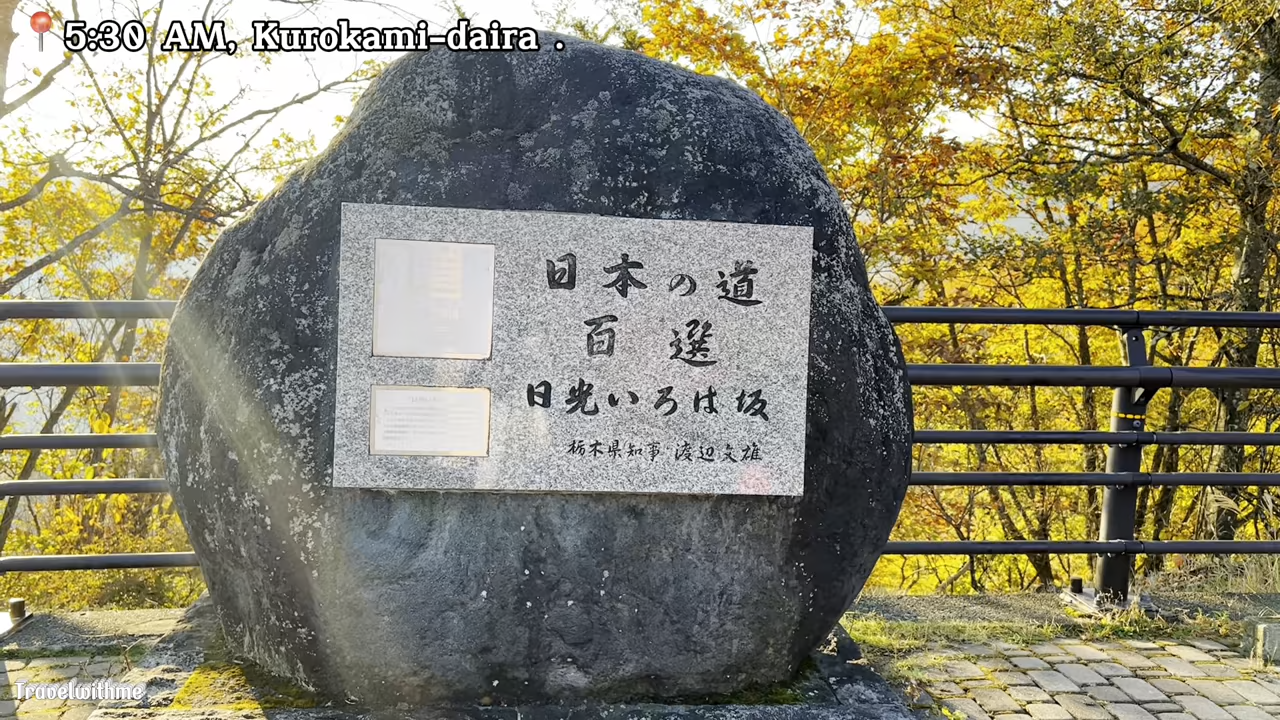 5:30 AM, Kurokami-daira .
日本の道
百選
日光いろは坂
栃木県知事 渡辺文雄
Travelwithme